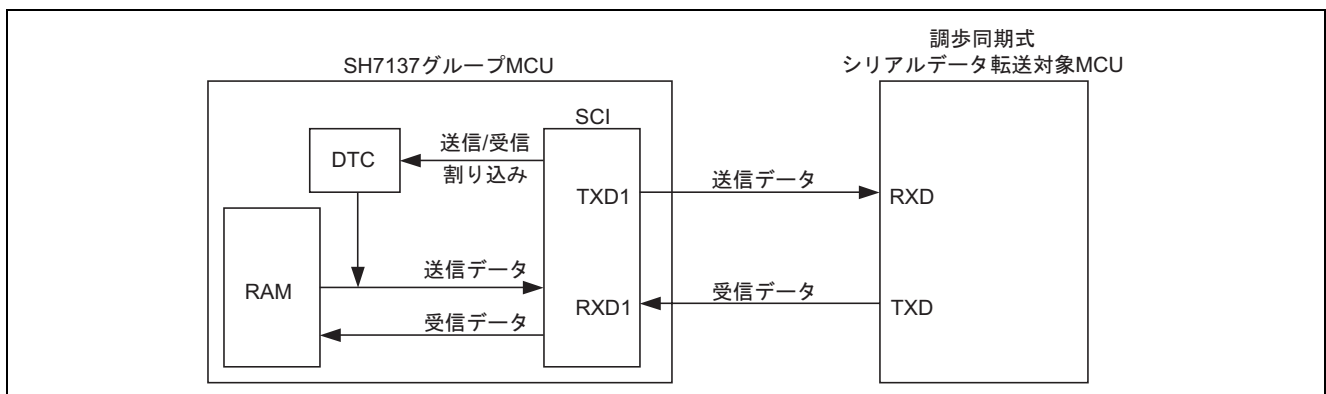 調歩同期式
シリアルデータ転送対象MCU
SH7137グループMCU
SCI
送信/受信
割り込み
DTC
TXD1
送信データ
RXD
RAM
送信データ
RXD1
受信データ
TXD
受信データ